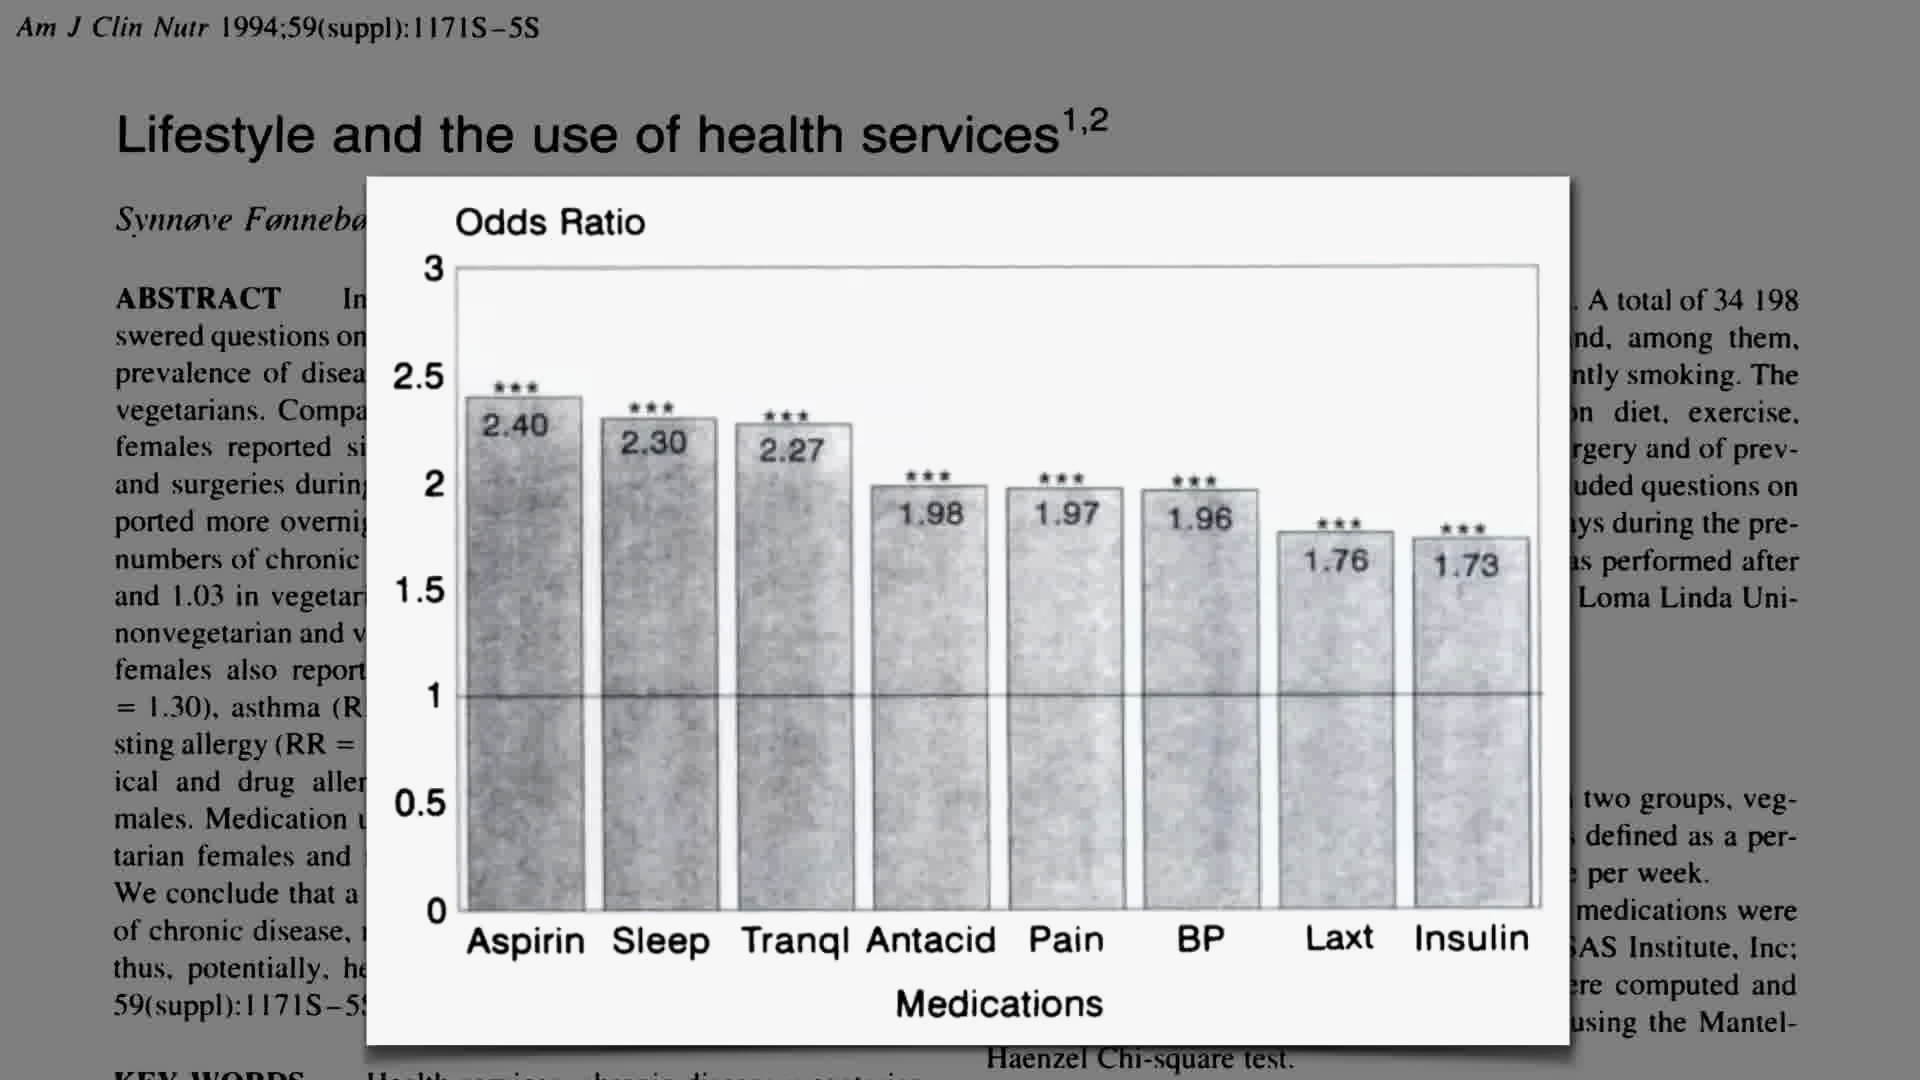 Am J Clin Nutr 1994;59(suppl):1171S–5S
Lifestyle and the use of health services1,2
Synnøve
ABSTRACT In
swered questions on
prevalence of disea
vegetarians. Compa
females reported si
and surgeries during
ported more overnig
numbers of chronic
and 1.03 in vegetari
nonvegetarian and v
females also report
= 1.30), asthma (R
sting allergy (RR =
ical and drug aller
males. Medication u
tarian females and
We conclude that a
of chronic disease,
thus, potentially, he
59(suppl):1171S–5S
Odds Ratio
3
2.5
2
1.5
1
0.5
0
***
2.40
***
2.30
***
2.27
***
1.98
***
1.97
***
1.96
***
1.76
***
1.73
Aspirin Sleep Tranql Antacid Pain BP Laxt Insulin
Medications
. A total of 34 198
nd, among them,
ntly smoking. The
on diet, exercise,
rgery and of prev-
uded questions on
ays during the pre-
as performed after
Loma Linda Uni-
two groups, veg-
defined as a per-
per week.
medications were
SAS Institute, Inc;
ere computed and
using the Mantel-
Haenzel Chi-square test.